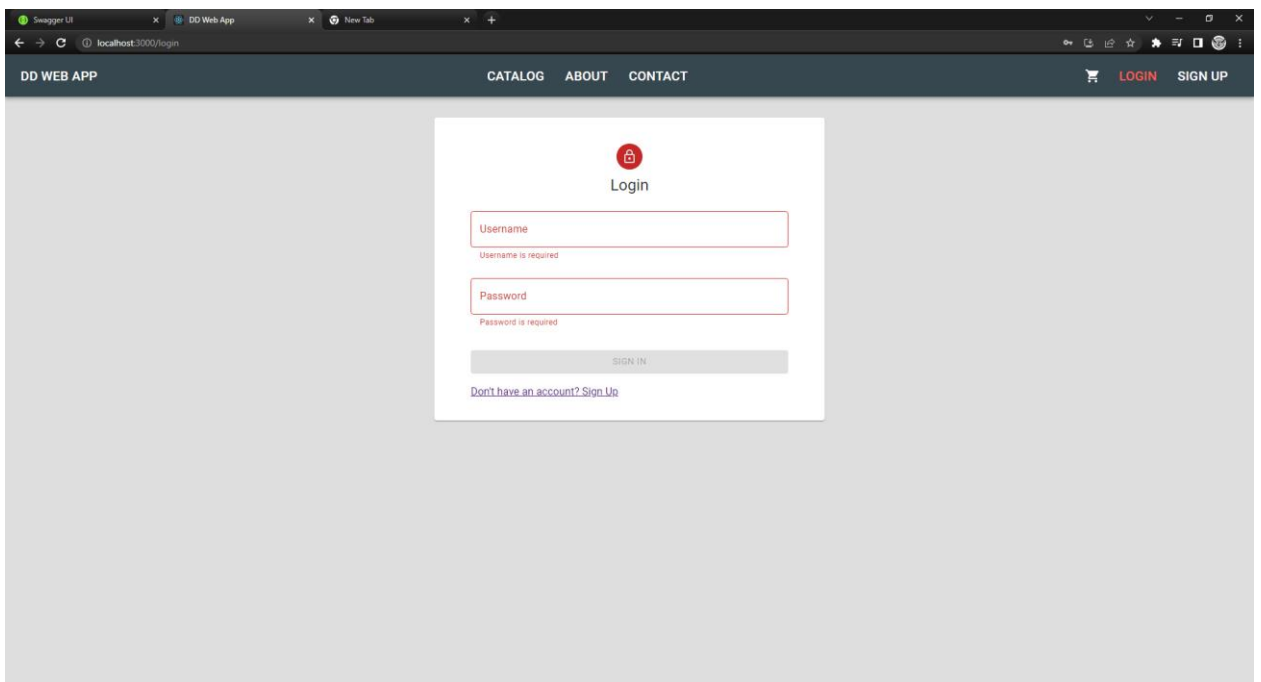 Swagger UI DD Web App New Tab
localhost:3000/login
DD WEB APP CATALOG ABOUT CONTACT LOGIN SIGN UP
Login
Username
Username is required
Password
Password is required
SIGN IN
Don't have an account? Sign Up